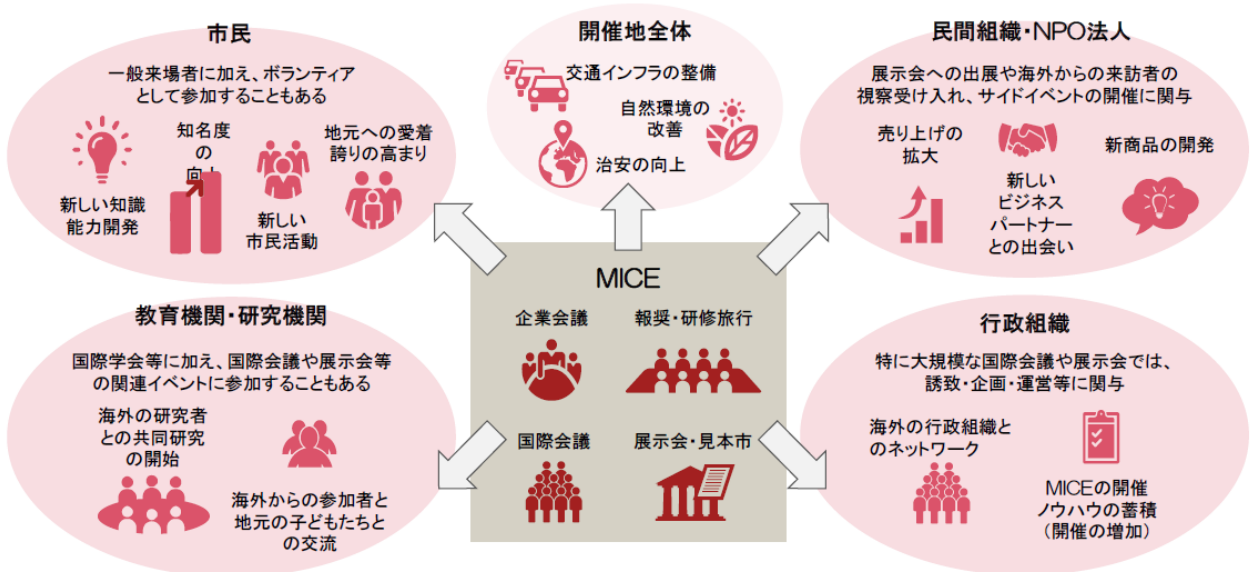 市民
一般来場者に加え、ボランティア
として参加することもある
新しい知識
能力開発
知名度
の
向上
新しい
市民活動
地元への愛着
誇りの高まり
開催地全体
交通インフラの整備
自然環境の
改善
治安の向上
民間組織・NPO法人
展示会への出展や海外からの来訪者の
視察受け入れ、サイドイベントの開催に関与
売り上げの
拡大
新しい
ビジネス
パートナー
との出会い
新商品の開発
MICE
企業会議
報奨・研修旅行
国際会議
展示会・見本市
教育機関・研究機関
国際学会等に加え、国際会議や展示会等
の関連イベントに参加することもある
海外の研究者
との共同研究
の開始
海外からの参加者と
地元の子どもたちと
の交流
行政組織
特に大規模な国際会議や展示会では、
誘致・企画・運営等に関与
海外の行政組織と
のネットワーク
MICEの開催
ノウハウの蓄積
(開催の増加)